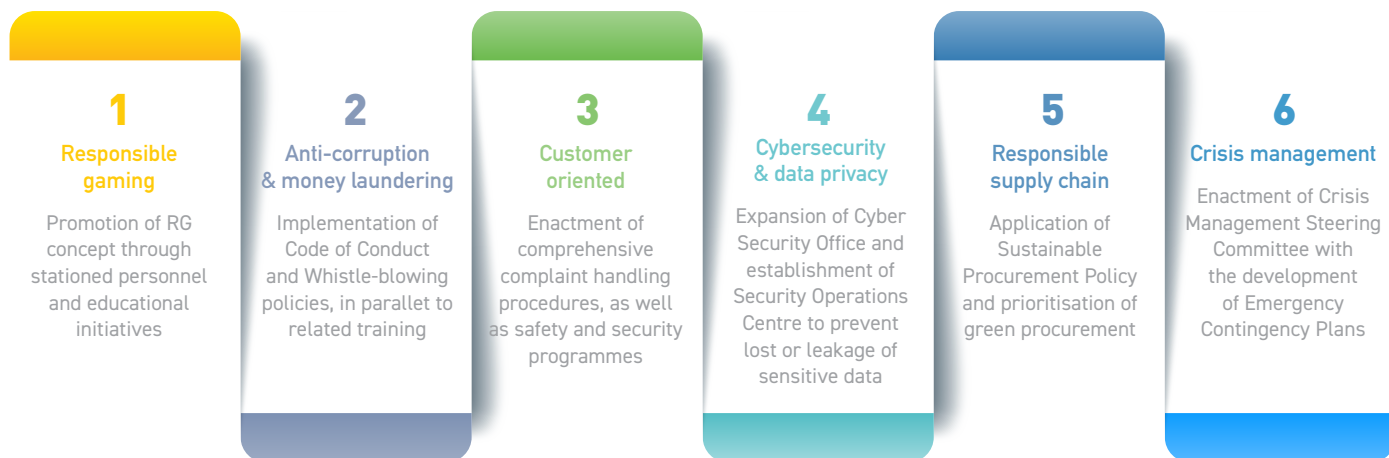 1
Responsible
gaming
Promotion of RG
concept through
stationed personnel
and educational
initiatives
2
Anti-corruption
& money laundering
Implementation of
Code of Conduct
and Whistle-blowing
policies, in parallet to
related training
3
Customer
oriented
Enactment of
comprehensive
complaint handling
procedures, as well
as safety and security
programmes
4
Cybersecurity
& data privacy
Expansion of Cyber
Security Office and
establishment of
Security Operations
Centre to prevent
lost or leakage of
sensitive data
5
Responsible
supply chain
Application of
Sustainable
Procurement Policy
and prioritisation of
green procurement
6
Crisis management
Enactment of Crisis
Management Steering
Committee with
the development
of Emergency
Contingency Plans